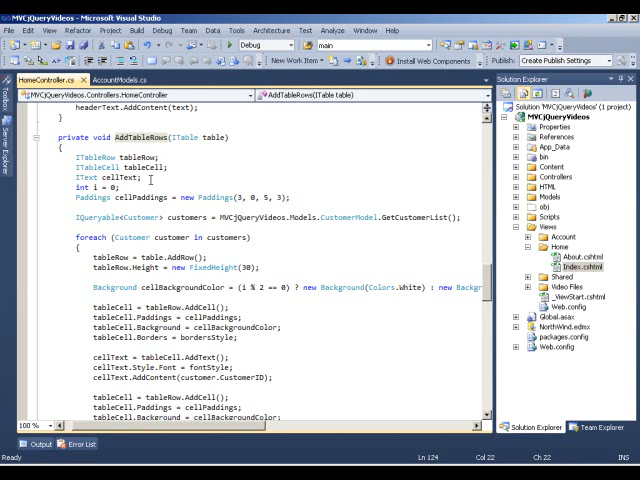 MVCjQueryVideos - Microsoft Visual Studio
File Edit View Refactor Project Build Debug Team Data Tools Architecture Test Analyze Window Help
Debug main
New Work Item Install Web Components Publish: Create Publish Settings
HomeController.cs AccountModels.cs
MVCjQueryVideos.Controllers.HomeController AddTableRows(ITable table)
headerText.AddContent(text);
}
private void AddTableRows(ITable table)
{
ITableRow tableRow;
ITableCell tableCell;
IText cellText;
int i = 0;
Paddings cellPaddings = new Paddings(3, 0, 5, 3);
IQueryable<Customer> customers = MVCjQueryVideos.Models.CustomerModel.GetCustomerList();
foreach (Customer customer in customers)
{
tableRow = table.AddRow();
tableRow.Height = new FixedHeight(30);
Background cellBackgroundColor = (i % 2 == 0) ? new Background(Colors.White) : new Backgr
tableCell = tableRow.AddCell();
tableCell.Paddings = cellPaddings;
tableCell.Background = cellBackgroundColor;
tableCell.Borders = bordersStyle;
cellText = tableCell.AddText();
cellText.Style.Font = fontStyle;
cellText.AddContent(customer.CustomerID);
tableCell = tableRow.AddCell();
tableCell.Paddings = cellPaddings;
tableCell.Background = cellBackgroundColor;
100 %
Toolbox
Server Explorer
Solution Explorer
Solution 'MVCjQueryVideos' (1 project)
MVCjQueryVideos
Properties
References
App_Data
bin
Content
Controllers
HTML
Models
obj
Scripts
Views
Account
Home
About.cshtml
Index.cshtml
Shared
Video Files
_ViewStart.cshtml
Web.config
Global.asax
NorthWind.edmx
packages.config
Web.config
Solution Explorer Team Explorer
Output Error List
Ready Ln 124 Col 22 Ch 22 INS